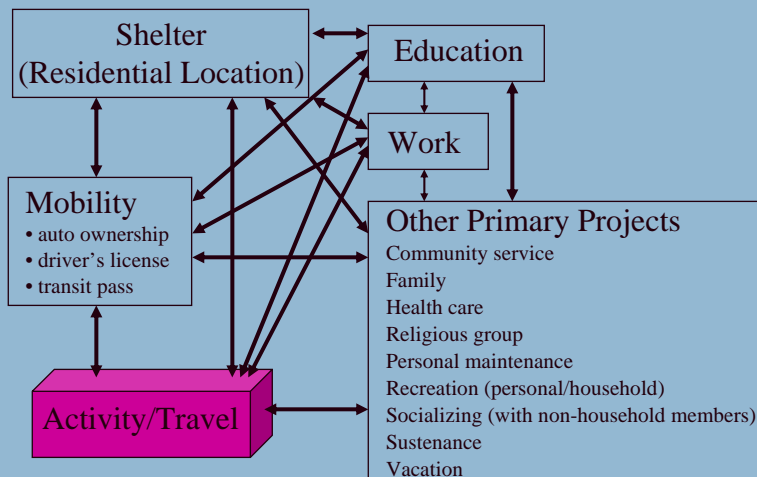 Shelter
(Residential Location)
Education
Work
Mobility
• auto ownership
• driver's license
• transit pass
Other Primary Projects
Community service
Family
Health care
Religious group
Personal maintenance
Recreation (personal/household)
Socializing (with non-household members)
Sustenance
Vacation
Activity/Travel